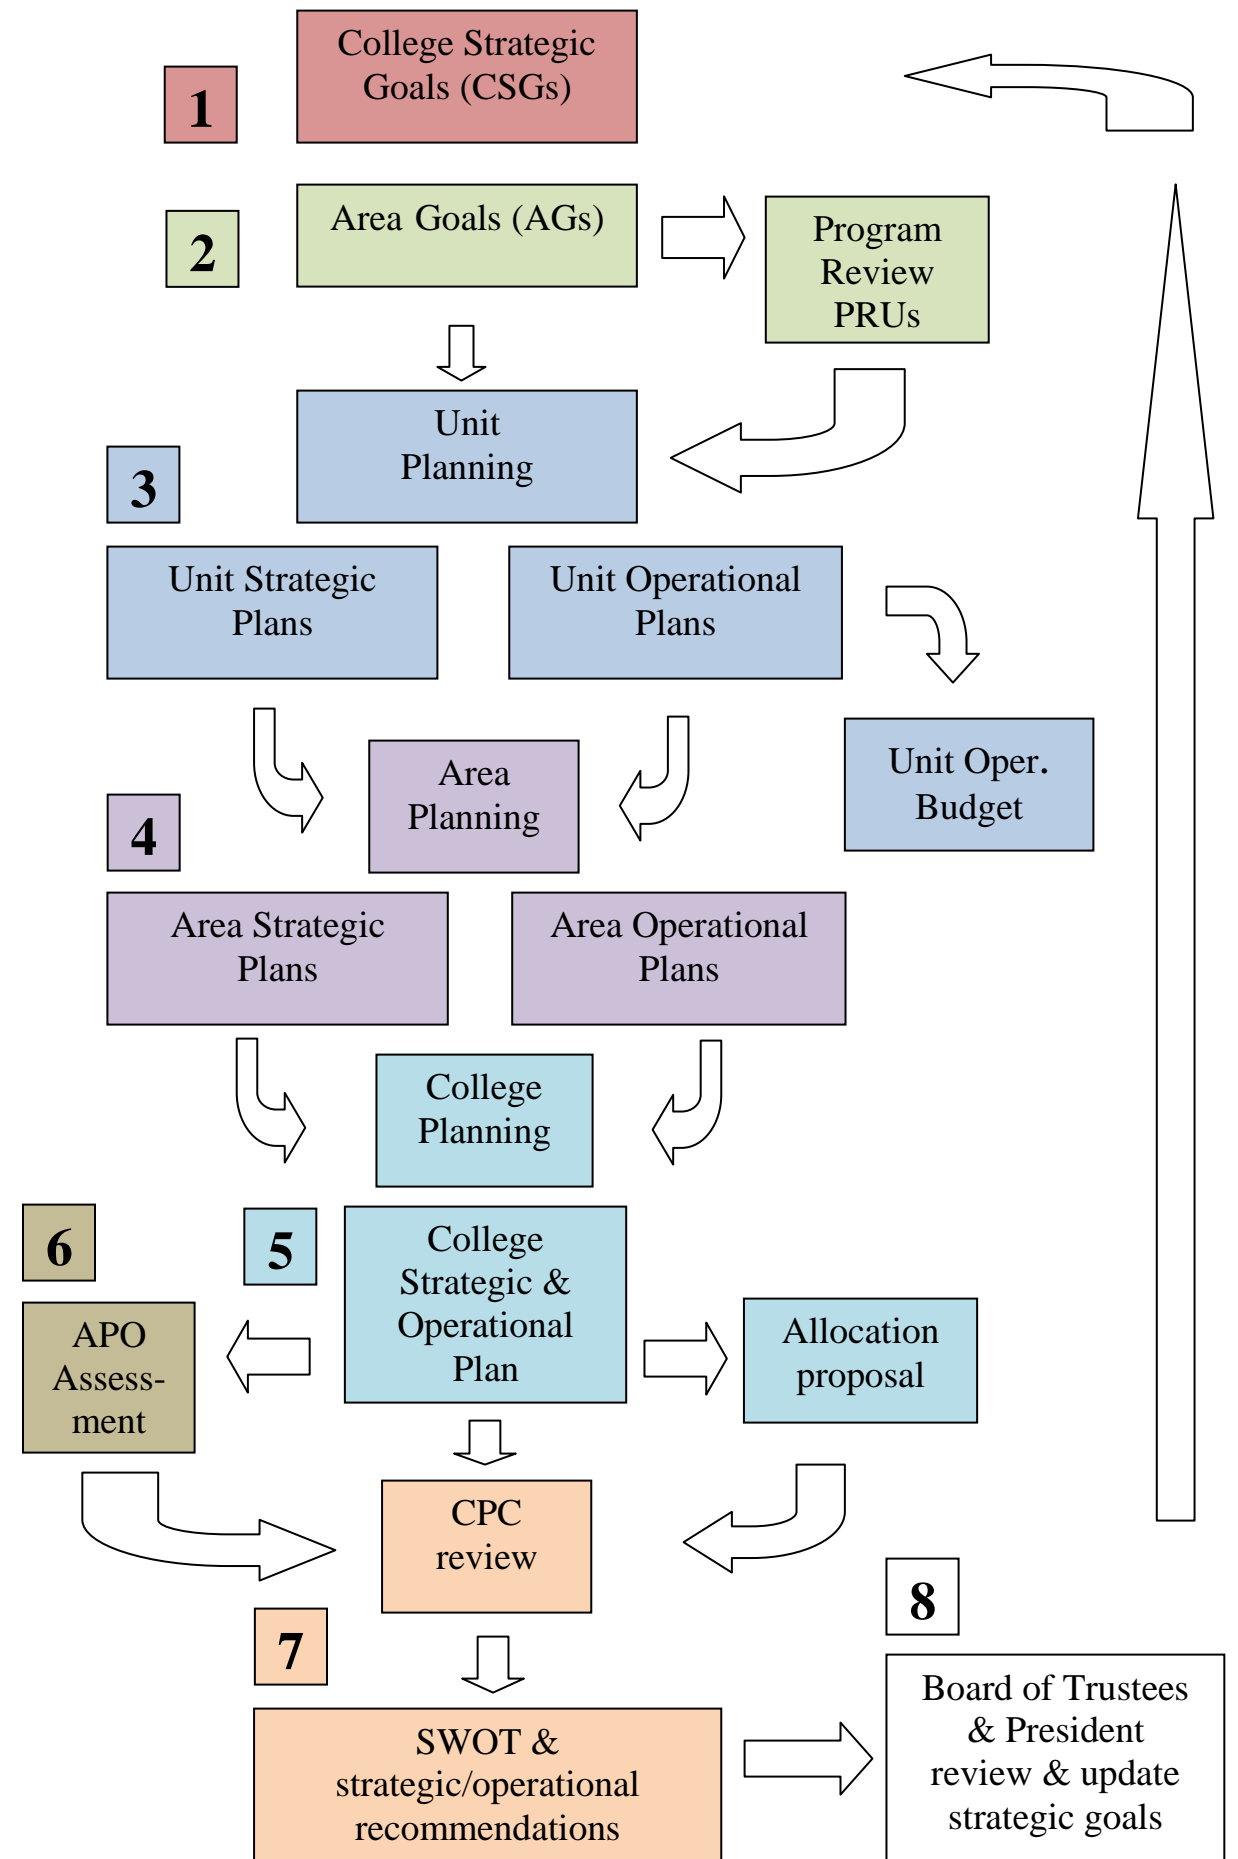 1
College Strategic
Goals (CSGs)
2
Area Goals (AGs)
Program
Review
PRUs
3
Unit
Planning
Unit Strategic
Plans
Unit Operational
Plans
Unit Oper.
Budget
4
Area
Planning
Area Strategic
Plans
Area Operational
Plans
College
Planning
6
5
College
Strategic &
Operational
Plan
APO
Assess-
ment
Allocation
proposal
CPC
review
7
8
SWOT &
strategic/operational
recommendations
Board of Trustees
& President
review & update
strategic goals